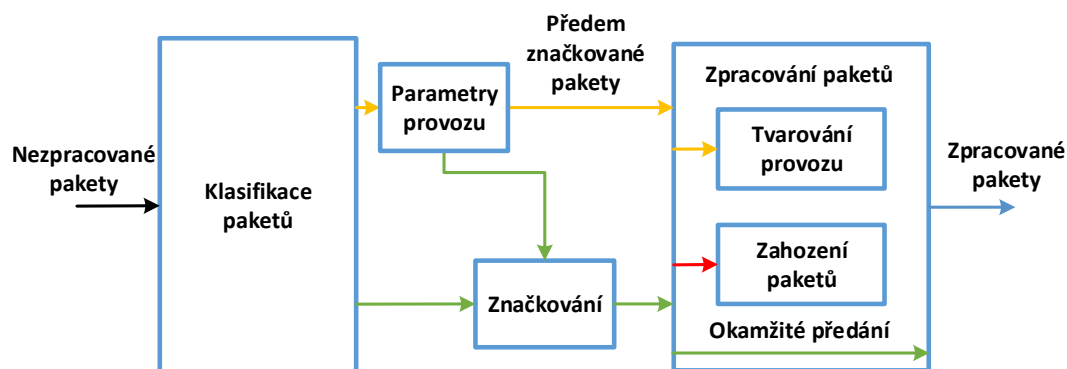 Nezpracované
pakety
Klasifikace
paketů
Parametry
provozu
Předem
značkované
pakety
Značkování
Zpracování paketů
Tvarování
provozu
Zahození
paketů
Okamžité předání
Zpracované
pakety